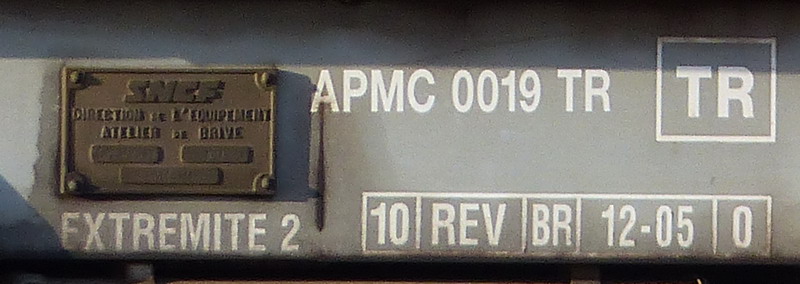 SNCF
DIRECTION DE L'EQUIPEMENT
ATELIER DE BRIVE
APMC 0019 TR
TR
EXTREMITE 2
10 REV BR 12-05 0